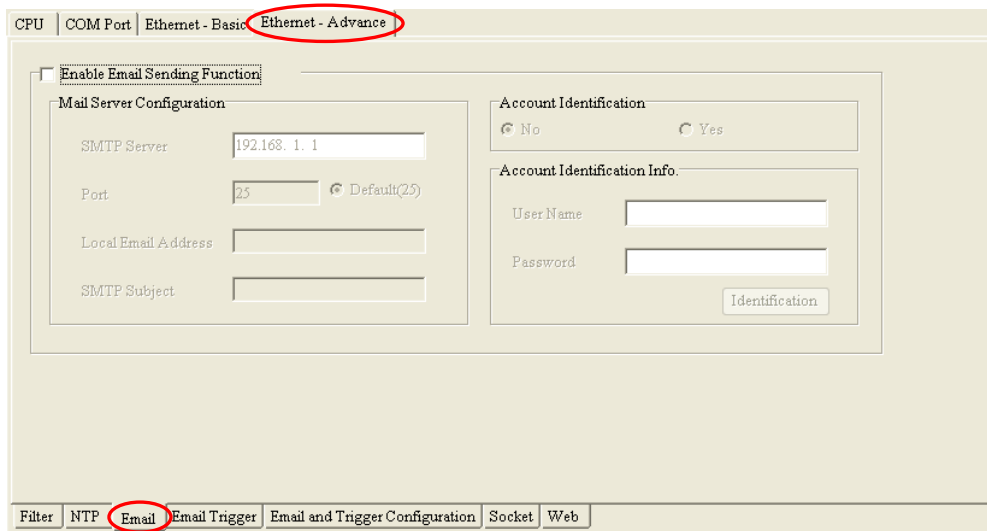 CPU COM Port Ethernet - Basic Ethernet - Advance
Enable Email Sending Function
Mail Server Configuration
SMTP Server 192.168. 1. 1
Port 25 Default(25)
Local Email Address
SMTP Subject
Account Identification
No Yes
Account Identification Info.
User Name
Password
Identification
Filter NTP Email Email Trigger Email and Trigger Configuration Socket Web